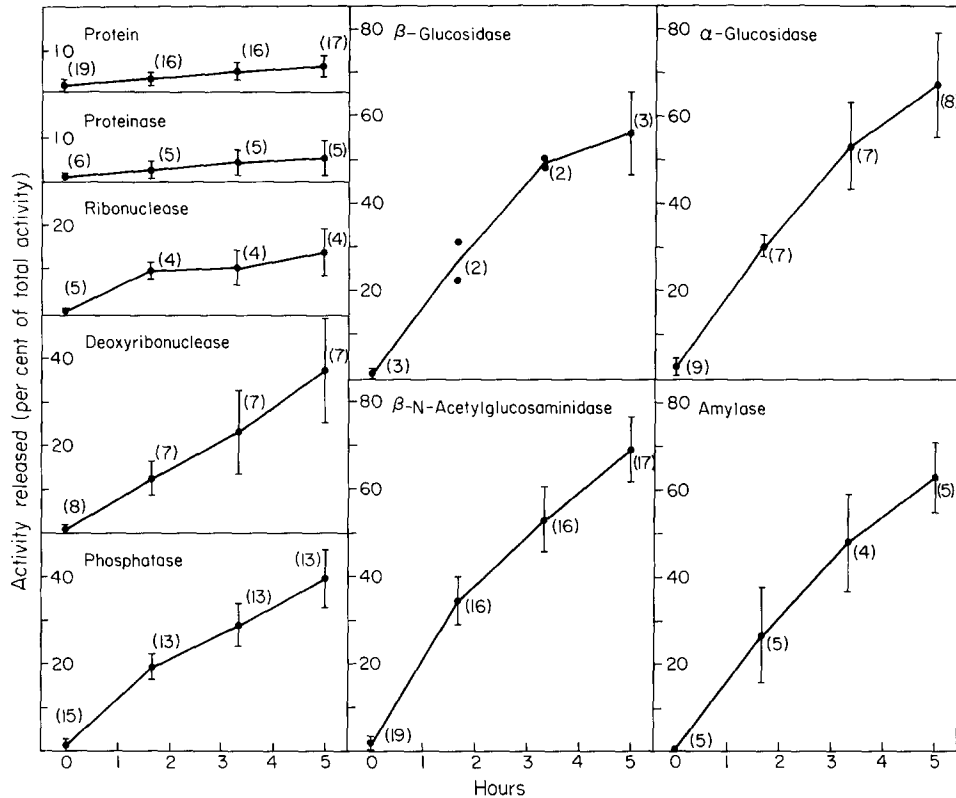 Activity released (per cent of total activity)
Protein
10
(19) (16) (16) (17)
Proteinase
10
(6) (5) (5) (5)
Ribonuclease
20
(5) (4) (4) (4)
Deoxyribonuclease
40
20
(8) (7) (7) (7)
Phosphatase
40
20
(15) (13) (13) (13)
0 1 2 3 4 5
β-Glucosidase
80
60
40
20
(3) (2) (2) (3)
β-N-Acetylglucosaminidase
80
60
40
20
(19) (16) (16) (17)
0 1 2 3 4 5
α-Glucosidase
80
60
40
20
(9) (7) (7) (8)
Amylase
80
60
40
20
(5) (5) (4) (5)
0 1 2 3 4 5
Hours